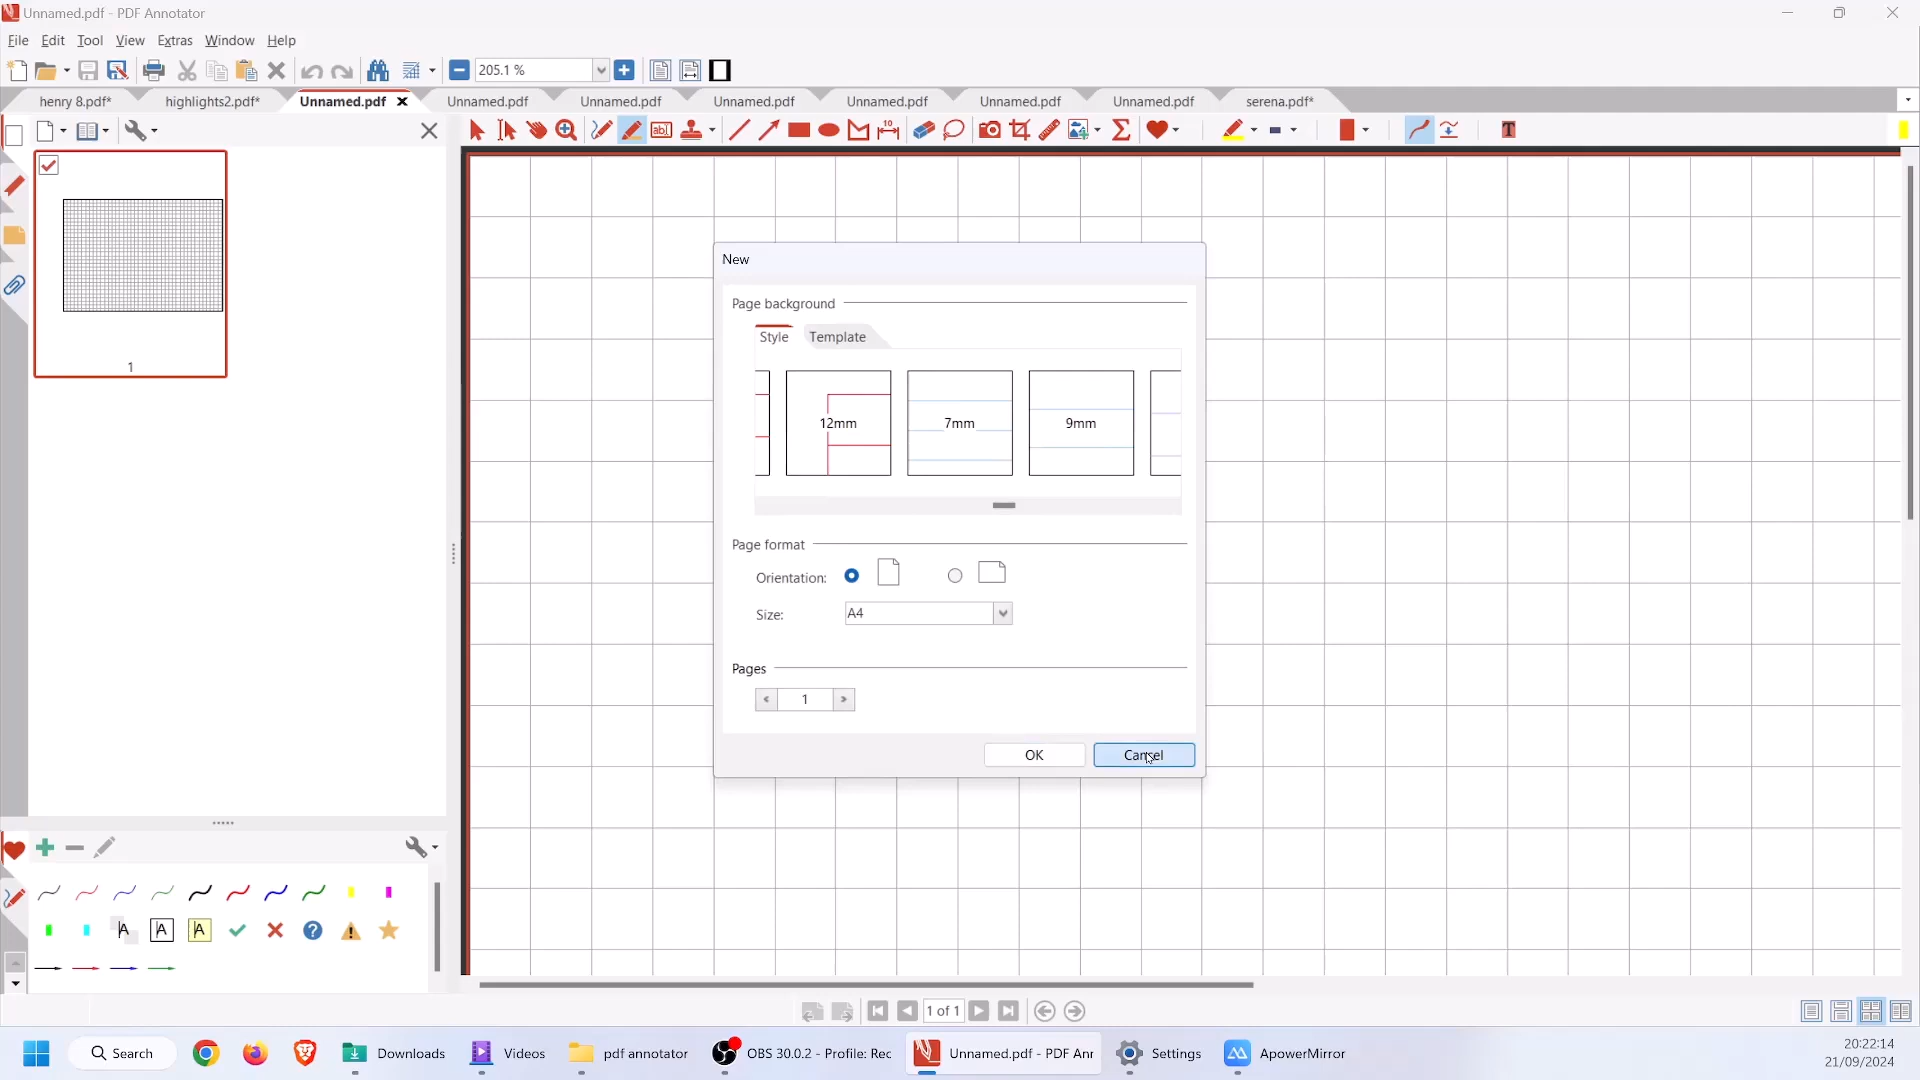 Unnamed.pdf - PDF Annotator
File Edit Tool View Extras Window Help
205.1 %
henry 8.pdf* highlights2.pdf* Unnamed.pdf Unnamed.pdf Unnamed.pdf Unnamed.pdf Unnamed.pdf Unnamed.pdf Unnamed.pdf serena.pdf*
1
New
Page background
Style Template
12mm 7mm 9mm
Page format
Orientation:
Size: A4
Pages
1
OK Cancel
A A A
1 of 1
Search Downloads Videos pdf annotator OBS 30.0.2 - Profile: Rec Unnamed.pdf - PDF Anr Settings ApowerMirror
20:22:14
21/09/2024